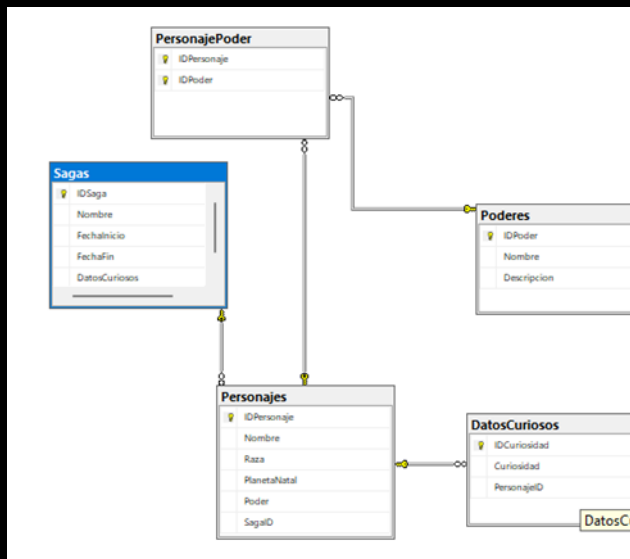 PersonajePoder
IDPersonaje
IDPoder
Sagas
IDSaga
Nombre
FechaInicio
FechaFin
DatosCuriosos
Poderes
IDPoder
Nombre
Descripcion
Personajes
IDPersonaje
Nombre
Raza
PlanetaNatal
Poder
SagaID
DatosCuriosos
IDCuriosidad
Curiosidad
PersonajeID